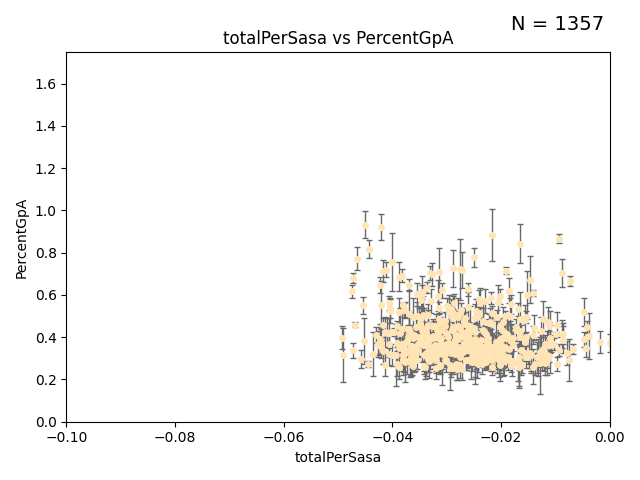 N = 1357
totalPerSasa vs PercentGpA
PercentGpA
1.6
1.4
1.2
1.0
0.8
0.6
0.4
0.2
0.0
−0.10 −0.08 −0.06 −0.04 −0.02 0.00
totalPerSasa